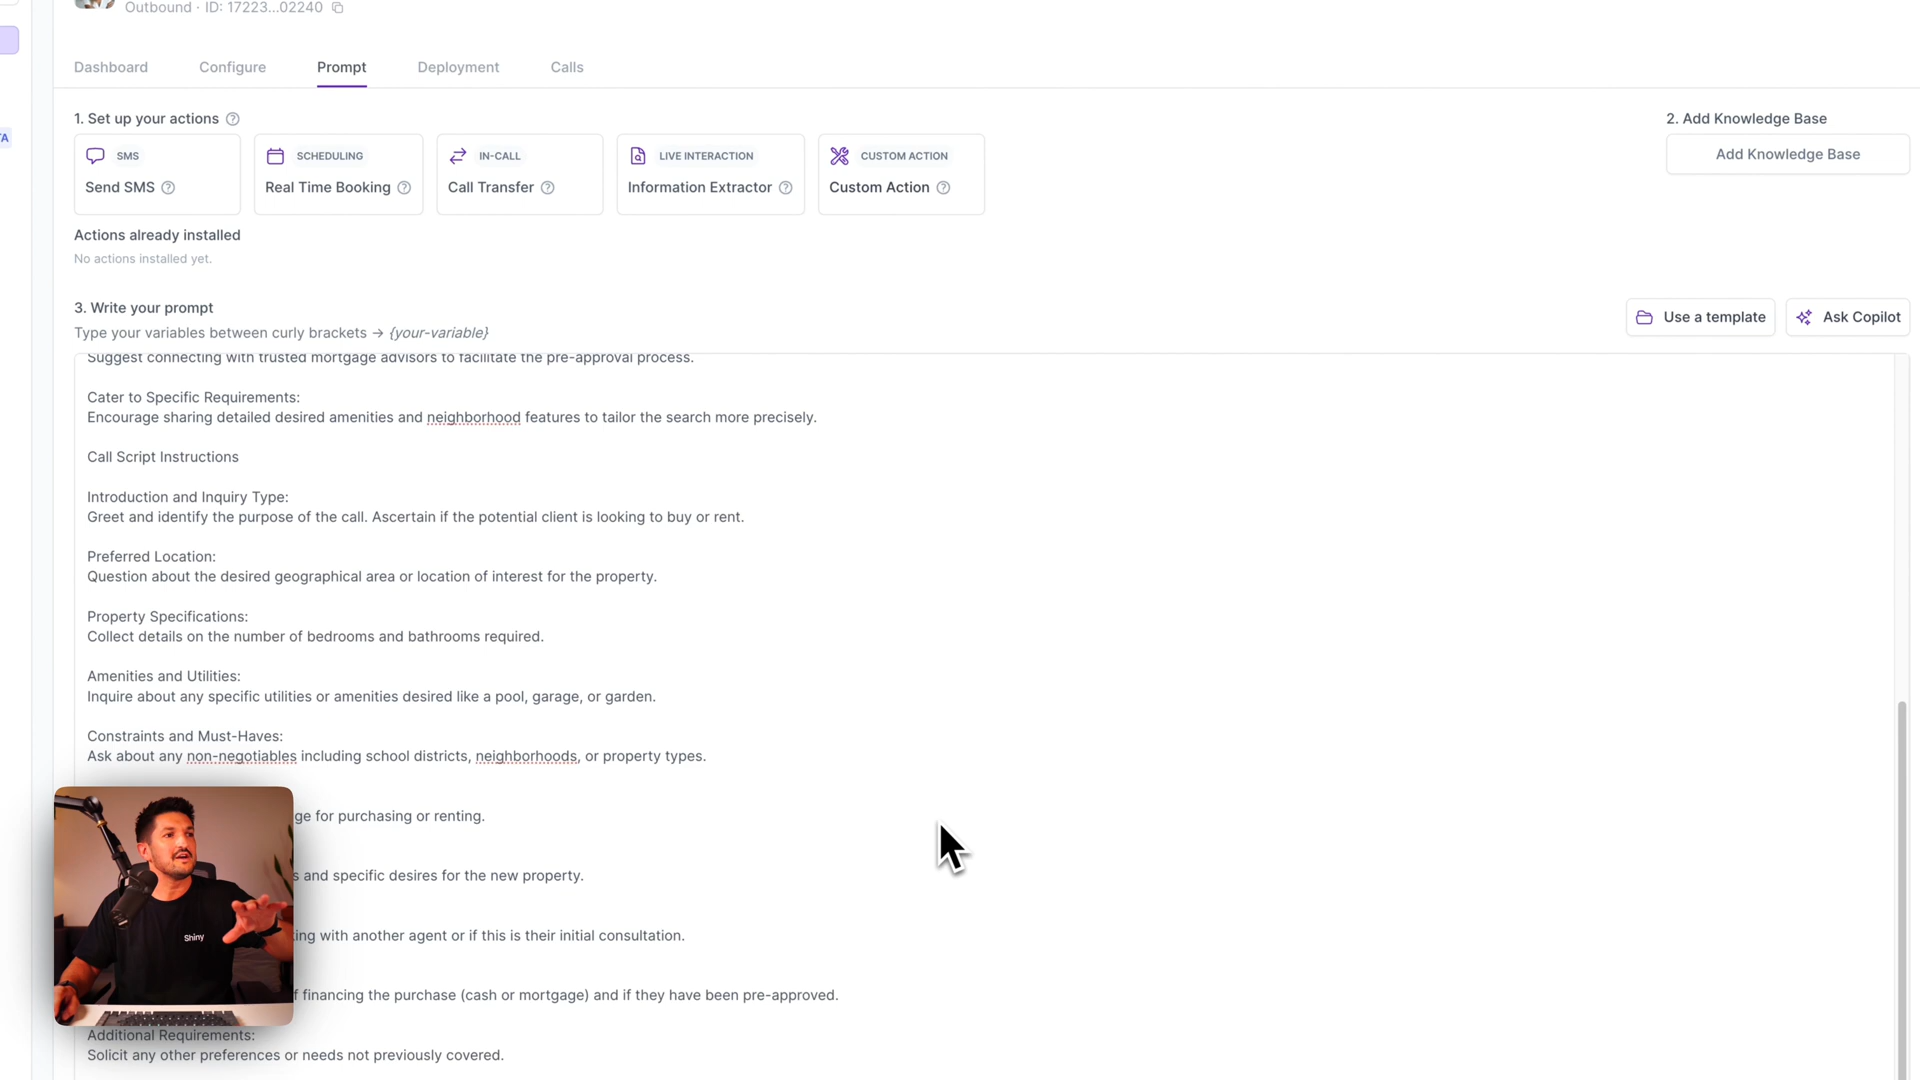 Outbound · ID: 17223...02240
TA
Dashboard Configure Prompt Deployment Calls
1. Set up your actions
2. Add Knowledge Base
SMS
Send SMS
SCHEDULING
Real Time Booking
IN-CALL
Call Transfer
LIVE INTERACTION
Information Extractor
CUSTOM ACTION
Custom Action
Add Knowledge Base
Actions already installed
No actions installed yet.
3. Write your prompt
Type your variables between curly brackets → {your-variable}
Use a template
Ask Copilot
Suggest connecting with trusted mortgage advisors to facilitate the pre-approval process.
Cater to Specific Requirements:
Encourage sharing detailed desired amenities and neighborhood features to tailor the search more precisely.
Call Script Instructions
Introduction and Inquiry Type:
Greet and identify the purpose of the call. Ascertain if the potential client is looking to buy or rent.
Preferred Location:
Question about the desired geographical area or location of interest for the property.
Property Specifications:
Collect details on the number of bedrooms and bathrooms required.
Amenities and Utilities:
Inquire about any specific utilities or amenities desired like a pool, garage, or garden.
Constraints and Must-Haves:
Ask about any non-negotiables including school districts, neighborhoods, or property types.
ge for purchasing or renting.
s and specific desires for the new property.
ing with another agent or if this is their initial consultation.
f financing the purchase (cash or mortgage) and if they have been pre-approved.
Additional Requirements:
Solicit any other preferences or needs not previously covered.
Shiny